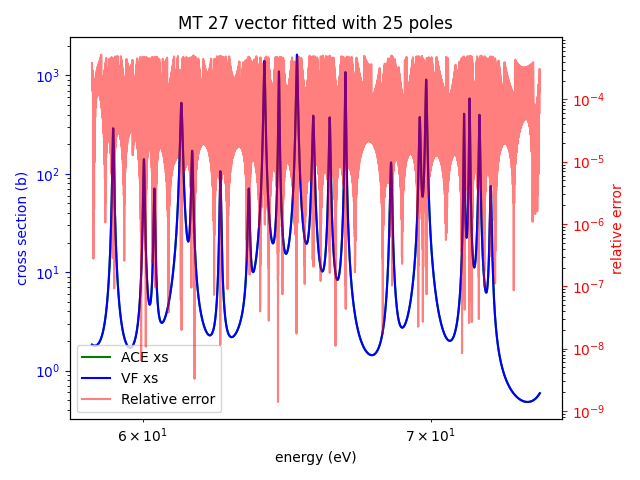 MT 27 vector fitted with 25 poles
10³
10²
10¹
10⁰
cross section (b)
10⁻⁴
10⁻⁵
10⁻⁶
10⁻⁷
10⁻⁸
10⁻⁹
relative error
ACE xs
VF xs
Relative error
6 × 10¹
7 × 10¹
energy (eV)